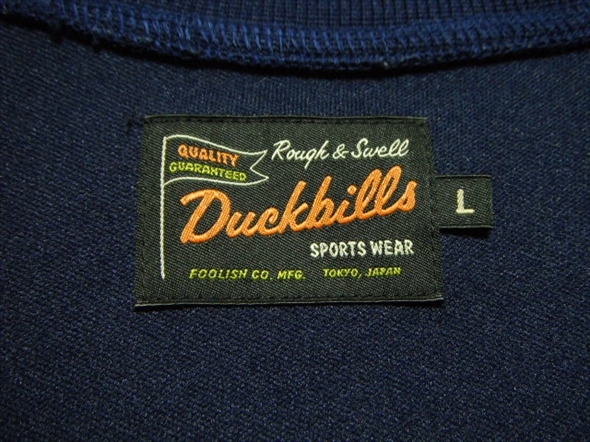 QUALITY
GUARANTEED
Rough & Swell
Duckbills
SPORTS WEAR
FOOLISH CO. MFG. TOKYO, JAPAN
L